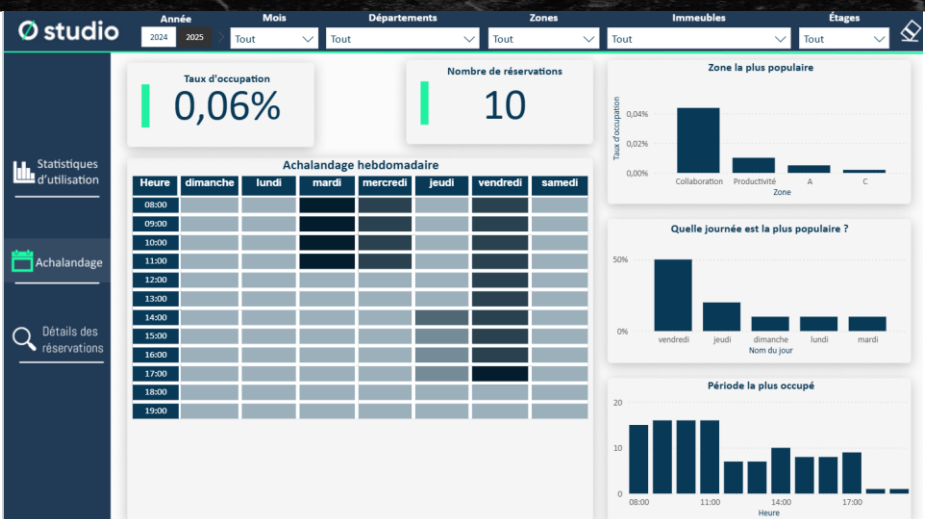 Ø studio
Année Mois Départements Zones Immeubles Étages
2024 2025 Tout Tout Tout Tout Tout
Statistiques
d'utilisation
Achalandage
Détails des
réservations
Taux d'occupation
0,06%
Nombre de réservations
10
Achalandage hebdomadaire
Heure dimanche lundi mardi mercredi jeudi vendredi samedi
08:00
09:00
10:00
11:00
12:00
13:00
14:00
15:00
16:00
17:00
18:00
19:00
Zone la plus populaire
Taux d'occupation
0,04%
0,02%
0,00%
Collaboration Productivité A C
Zone
Quelle journée est la plus populaire ?
50%
0%
vendredi jeudi dimanche lundi mardi
Nom du jour
Période la plus occupé
20
10
0
08:00 11:00 14:00 17:00
Heure